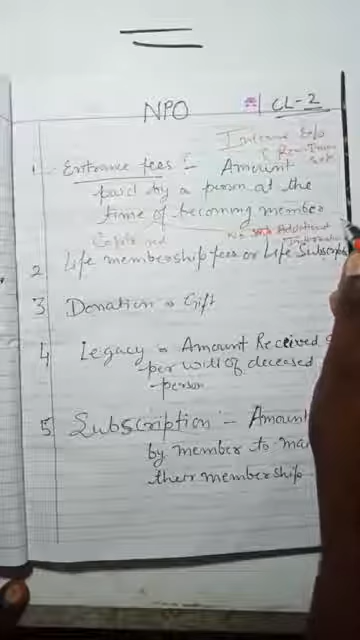 NPO
CL-2
Income
1 Entrance fees :- Amount
paid by a person at the
time of becoming member
No Additional
2 Life membership fees or Life
3 Donation = Gift
4 Legacy = Amount Received
per will of deceased
person
5 Subscription :- Amount
by member to
their membership